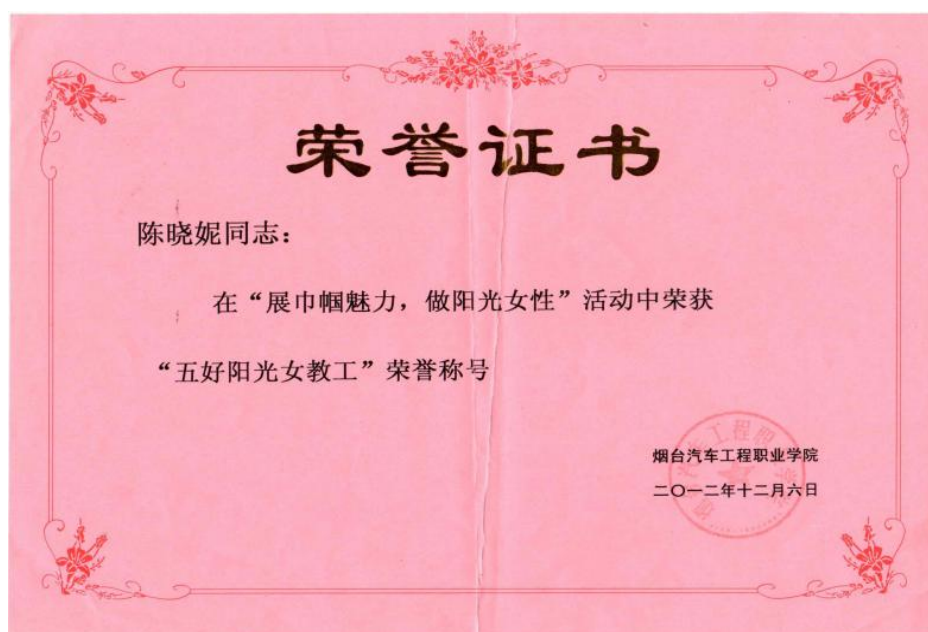 荣誉证书
陈晓妮同志：
在“展巾帼魅力，做阳光女性”活动中荣获
“五好阳光女教工”荣誉称号
烟台汽车工程职业学院
二〇一二年十二月六日